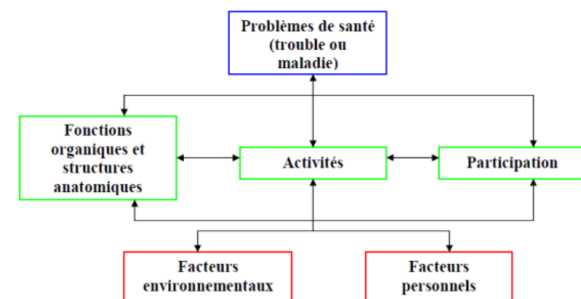 Problèmes de santé
(trouble ou
maladie)
Fonctions
organiques et
structures
anatomiques
Activités
Participation
Facteurs
environnementaux
Facteurs
personnels